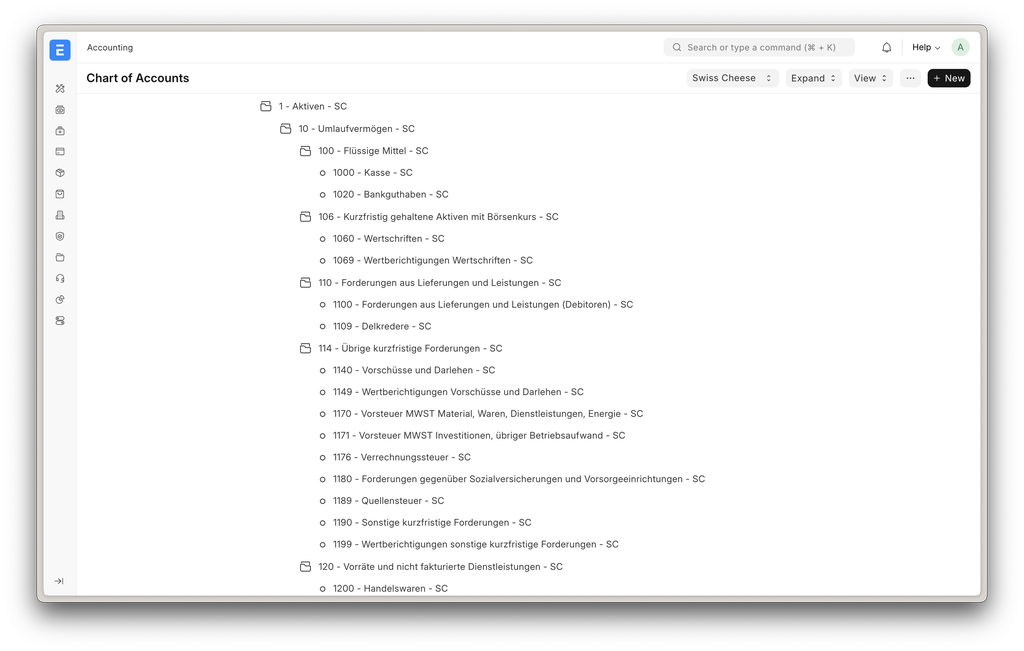 E
Accounting
Search or type a command (⌘ + K)
Help
A
Chart of Accounts
Swiss Cheese
Expand
View
···
+ New
1 - Aktiven - SC
10 - Umlaufvermögen - SC
100 - Flüssige Mittel - SC
1000 - Kasse - SC
1020 - Bankguthaben - SC
106 - Kurzfristig gehaltene Aktiven mit Börsenkurs - SC
1060 - Wertschriften - SC
1069 - Wertberichtigungen Wertschriften - SC
110 - Forderungen aus Lieferungen und Leistungen - SC
1100 - Forderungen aus Lieferungen und Leistungen (Debitoren) - SC
1109 - Delkredere - SC
114 - Übrige kurzfristige Forderungen - SC
1140 - Vorschüsse und Darlehen - SC
1149 - Wertberichtigungen Vorschüsse und Darlehen - SC
1170 - Vorsteuer MWST Material, Waren, Dienstleistungen, Energie - SC
1171 - Vorsteuer MWST Investitionen, übriger Betriebsaufwand - SC
1176 - Verrechnungssteuer - SC
1180 - Forderungen gegenüber Sozialversicherungen und Vorsorgeeinrichtungen - SC
1189 - Quellensteuer - SC
1190 - Sonstige kurzfristige Forderungen - SC
1199 - Wertberichtigungen sonstige kurzfristige Forderungen - SC
120 - Vorräte und nicht fakturierte Dienstleistungen - SC
1200 - Handelswaren - SC